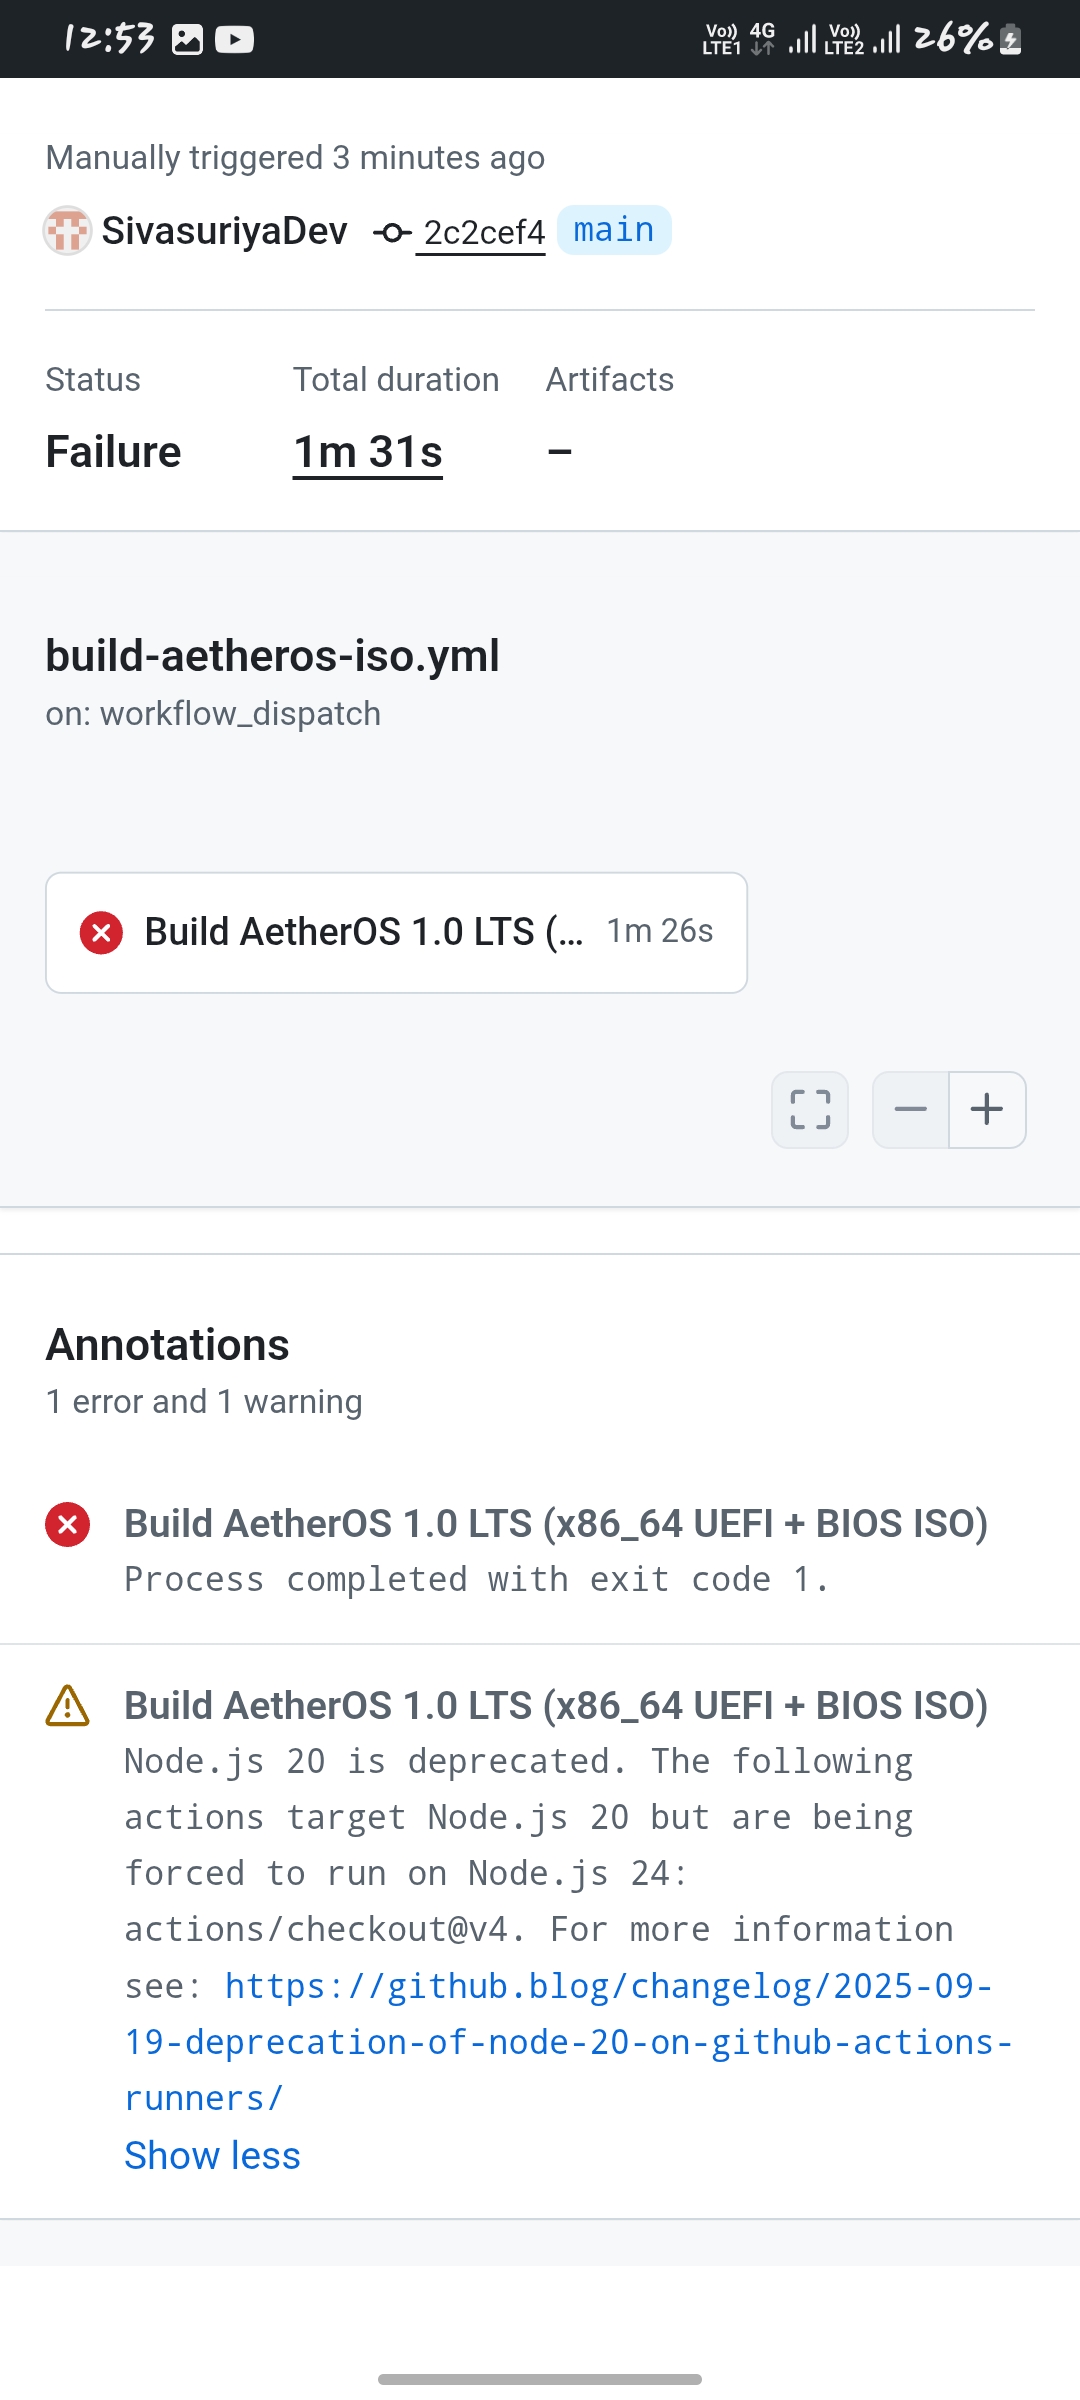 12:53
Vo)) LTE1 4G Vo)) LTE2 26%
Manually triggered 3 minutes ago
SivasuriyaDev 2c2cef4 main
Status Total duration Artifacts
Failure 1m 31s –
build-aetheros-iso.yml
on: workflow_dispatch
Build AetherOS 1.0 LTS (... 1m 26s
Annotations
1 error and 1 warning
Build AetherOS 1.0 LTS (x86_64 UEFI + BIOS ISO)
Process completed with exit code 1.
Build AetherOS 1.0 LTS (x86_64 UEFI + BIOS ISO)
Node.js 20 is deprecated. The following
actions target Node.js 20 but are being
forced to run on Node.js 24:
actions/checkout@v4. For more information
see: https://github.blog/changelog/2025-09-
19-deprecation-of-node-20-on-github-actions-
runners/
Show less